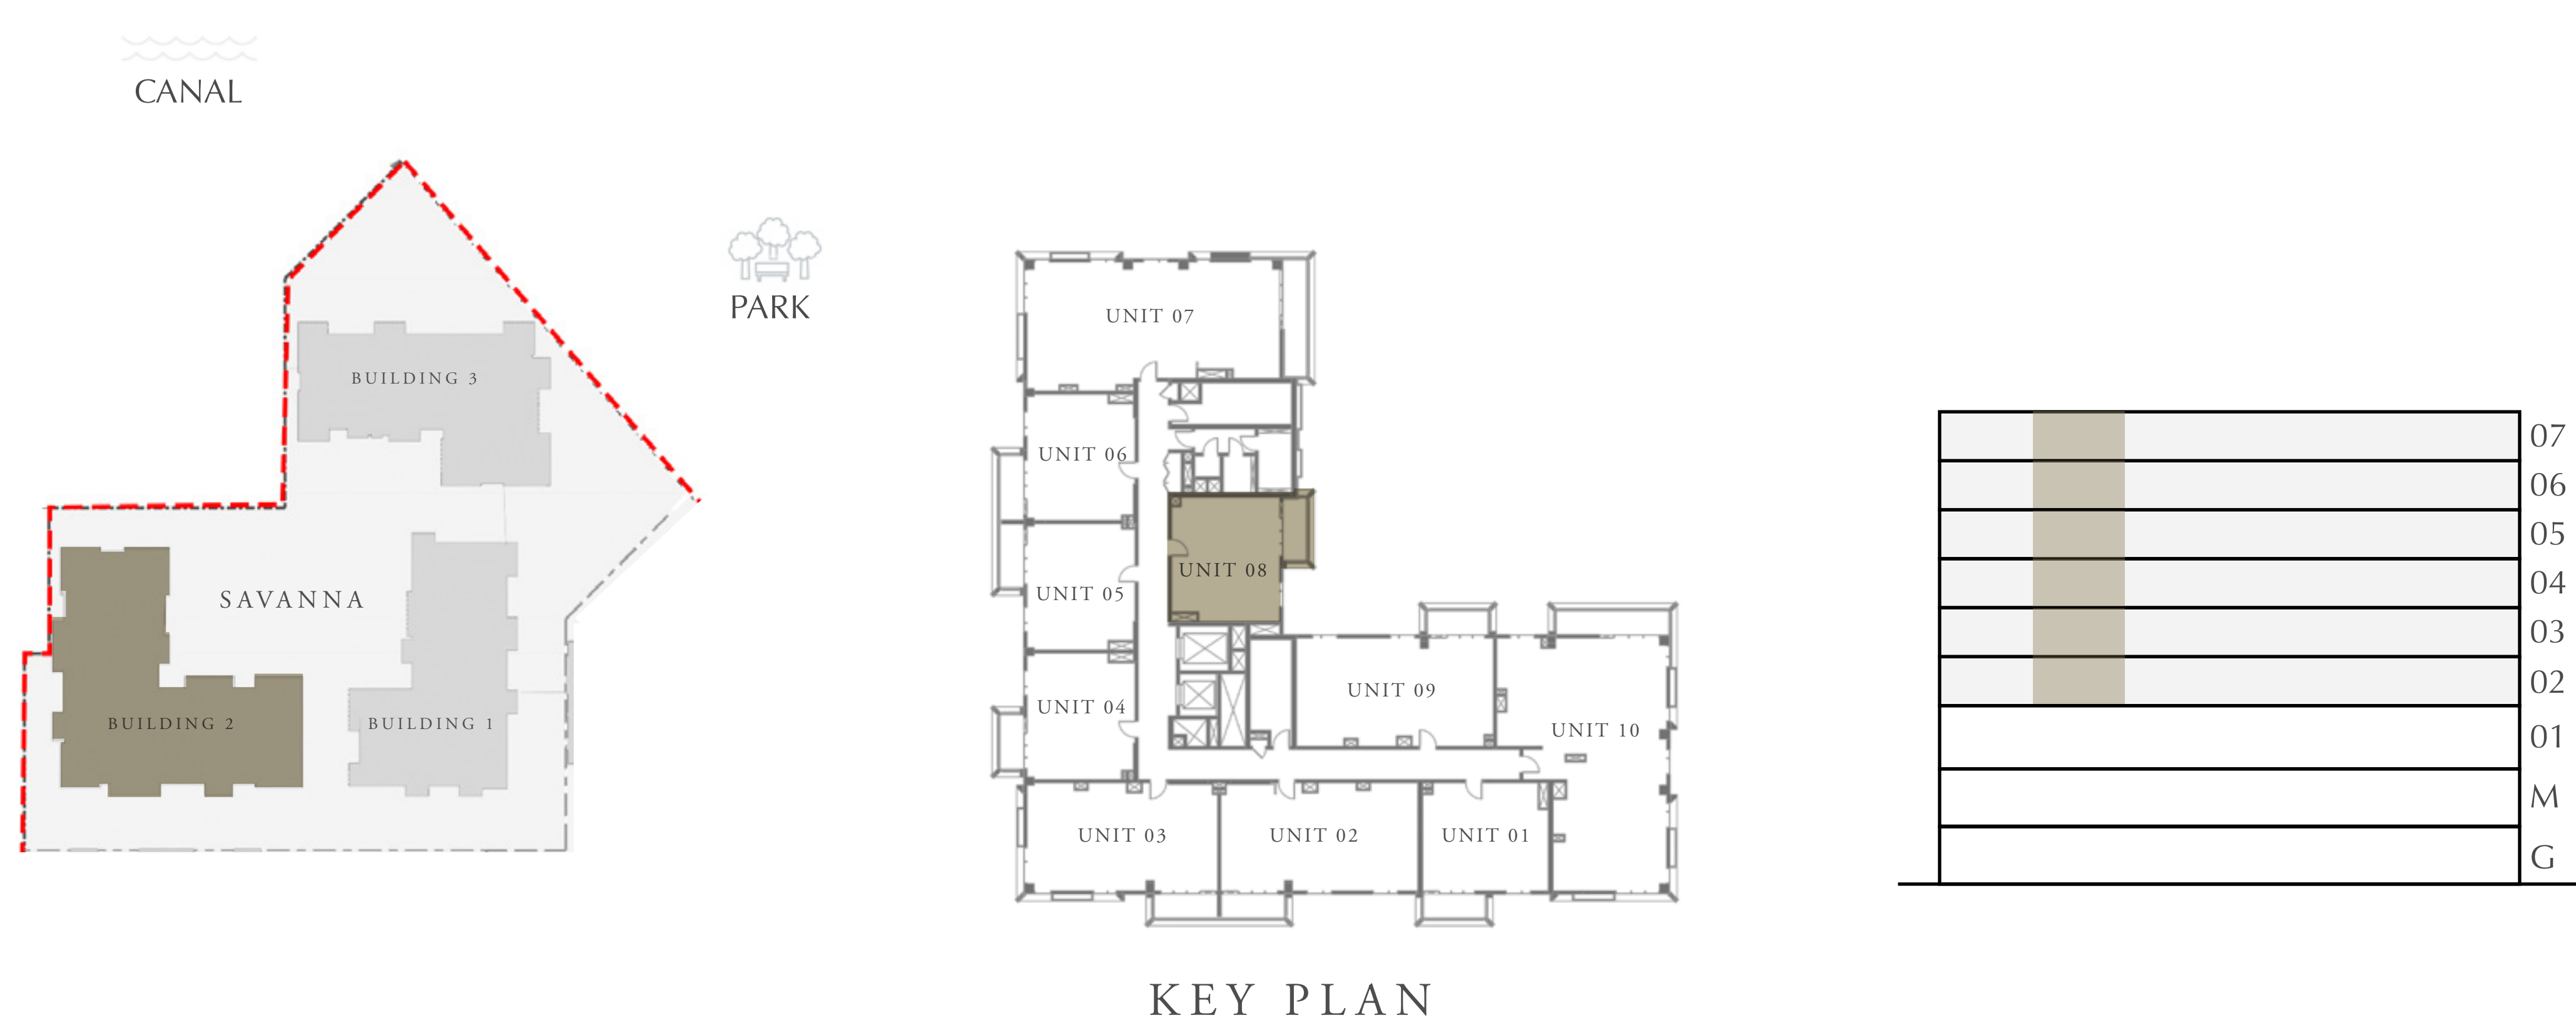 CANAL
PARK
BUILDING 3
SAVANNA
BUILDING 2
BUILDING 1
UNIT 07
UNIT 06
UNIT 08
UNIT 05
UNIT 09
UNIT 04
UNIT 10
UNIT 03
UNIT 02
UNIT 01
KEY PLAN
07
06
05
04
03
02
01
M
G